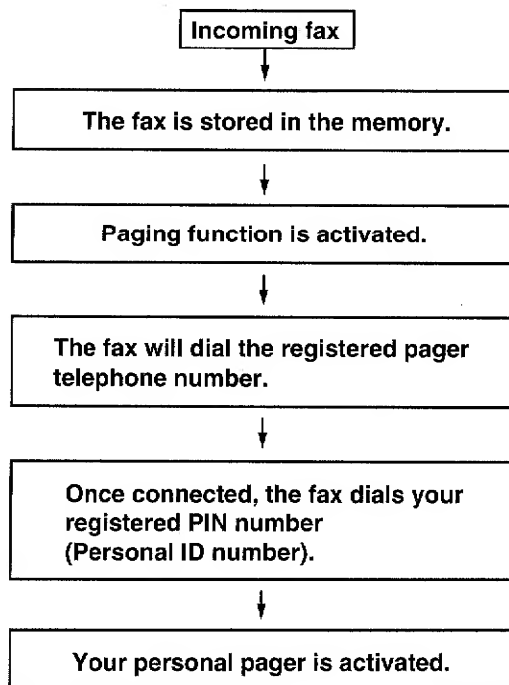 Incoming fax
The fax is stored in the memory.
Paging function is activated.
The fax will dial the registered pager
telephone number.
Once connected, the fax dials your
registered PIN number
(Personal ID number).
Your personal pager is activated.